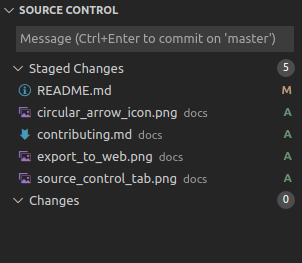 SOURCE CONTROL
Message (Ctrl+Enter to commit on 'master')
Staged Changes 5
README.md M
circular_arrow_icon.png docs A
contributing.md docs A
export_to_web.png docs A
source_control_tab.png docs A
Changes 0